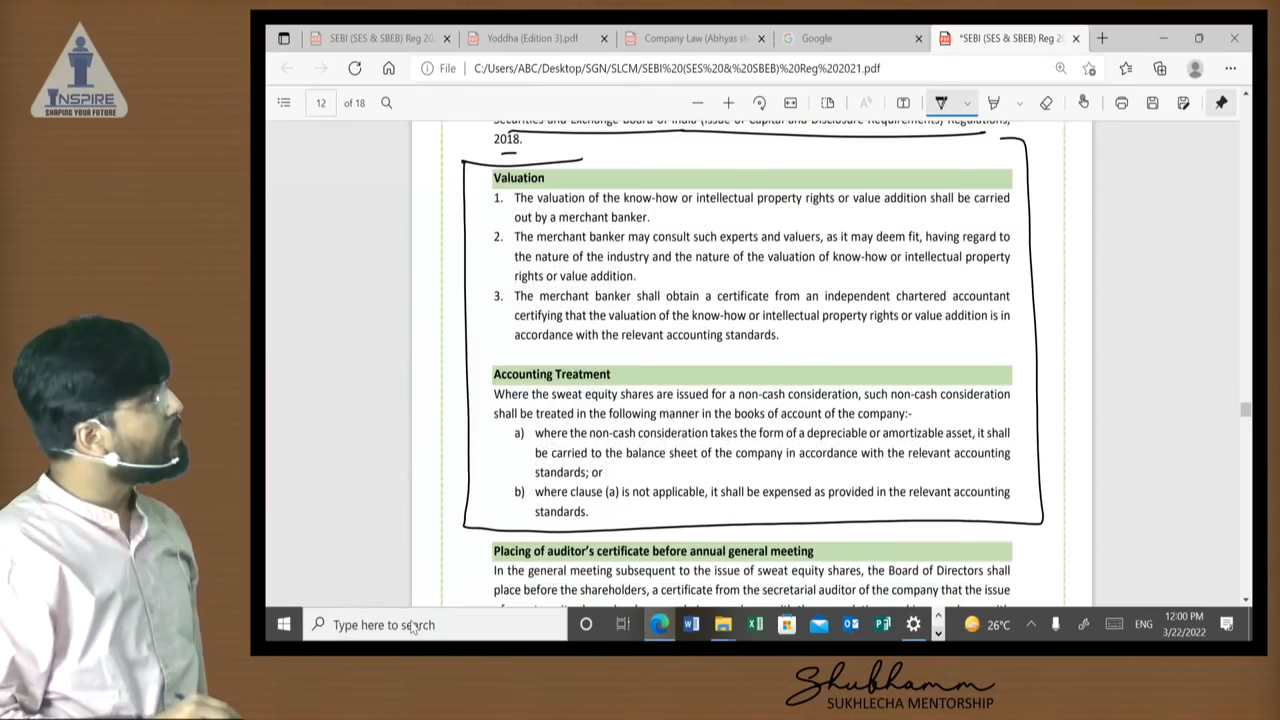 INSPIRE
SHAPING YOUR FUTURE
SEBI (SES & SBEB) Reg 20
Yoddha (Edition 3).pdf
Company Law (Abhyas sh
Google
*SEBI (SES & SBEB) Reg 20
File
C:/Users/ABC/Desktop/SGN/SLCM/SEBI%20(SES%20&%20SBEB)%20Reg%202021.pdf
12 of 18
Securities and Exchange Board of India (Issue of Capital and Disclosure Requirements) Regulations,
2018.
Valuation
1. The valuation of the know-how or intellectual property rights or value addition shall be carried
out by a merchant banker.
2. The merchant banker may consult such experts and valuers, as it may deem fit, having regard to
the nature of the industry and the nature of the valuation of know-how or intellectual property
rights or value addition.
3. The merchant banker shall obtain a certificate from an independent chartered accountant
certifying that the valuation of the know-how or intellectual property rights or value addition is in
accordance with the relevant accounting standards.
Accounting Treatment
Where the sweat equity shares are issued for a non-cash consideration, such non-cash consideration
shall be treated in the following manner in the books of account of the company:-
a) where the non-cash consideration takes the form of a depreciable or amortizable asset, it shall
be carried to the balance sheet of the company in accordance with the relevant accounting
standards; or
b) where clause (a) is not applicable, it shall be expensed as provided in the relevant accounting
standards.
Placing of auditor's certificate before annual general meeting
In the general meeting subsequent to the issue of sweat equity shares, the Board of Directors shall
place before the shareholders, a certificate from the secretarial auditor of the company that the issue
Type here to search
26°C
ENG
12:00 PM
3/22/2022
Shubhamm
SUKHLECHA MENTORSHIP